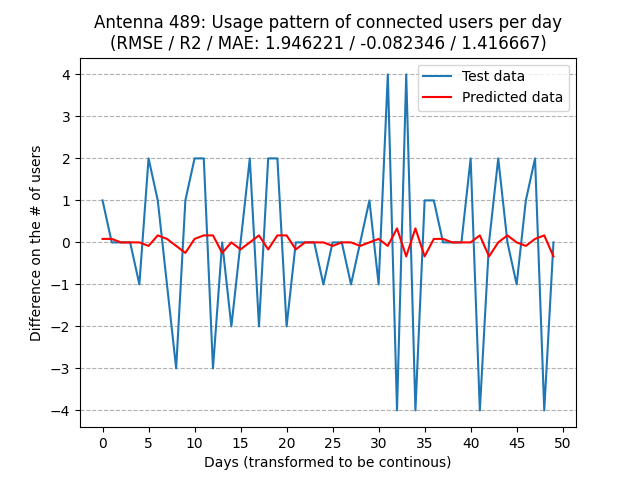 Antenna 489: Usage pattern of connected users per day
(RMSE / R2 / MAE: 1.946221 / -0.082346 / 1.416667)
Test data
Predicted data
4
3
2
1
0
−1
−2
−3
−4
Difference on the # of users
0 5 10 15 20 25 30 35 40 45 50
Days (transformed to be continous)